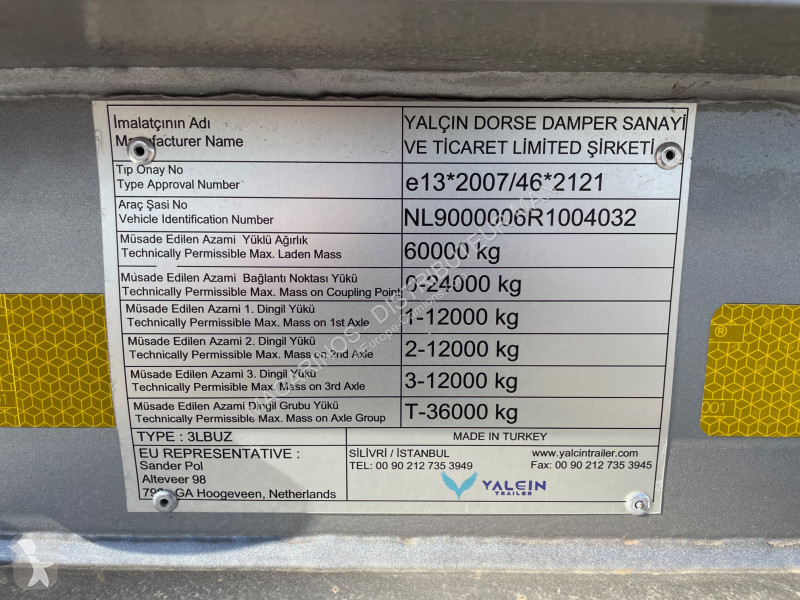 İmalatçının Adı
Manufacturer Name
YALÇIN DORSE DAMPER SANAYİ
VE TİCARET LİMİTED ŞİRKETİ
Tıp Onay No
Type Approval Number
e13*2007/46*2121
Araç Şasi No
Vehicle Identification Number
NL9000006R1004032
Müsade Edilen Azami Yüklü Ağırlık
Technically Permissible Max. Laden Mass
60000 kg
Müsade Edilen Azami Bağlantı Noktası Yükü
Technically Permissible Max. Mass on Coupling Point
0-24000 kg
Müsade Edilen Azami 1. Dingil Yükü
Technically Permissible Max. Mass on 1st Axle
1-12000 kg
Müsade Edilen Azami 2. Dingil Yükü
Technically Permissible Max. Mass on 2nd Axle
2-12000 kg
Müsade Edilen Azami 3. Dingil Yükü
Technically Permissible Max. Mass on 3rd Axle
3-12000 kg
Müsade Edilen Azami Dingil Grubu Yükü
Technically Permissible Max. Mass on Axle Group
T-36000 kg
TYPE : 3LBUZ
MADE IN TURKEY
EU REPRESENTATIVE :
Sander Pol
Alteveer 98
GA Hoogeveen, Netherlands
SİLİVRİ / İSTANBUL
www.yalcintrailer.com
TEL: 00 90 212 735 3949
Fax: 00 90 212 735 3945
YALCIN
TRAILER
001
MACARINOS - DISTRIBUTEUR MAX